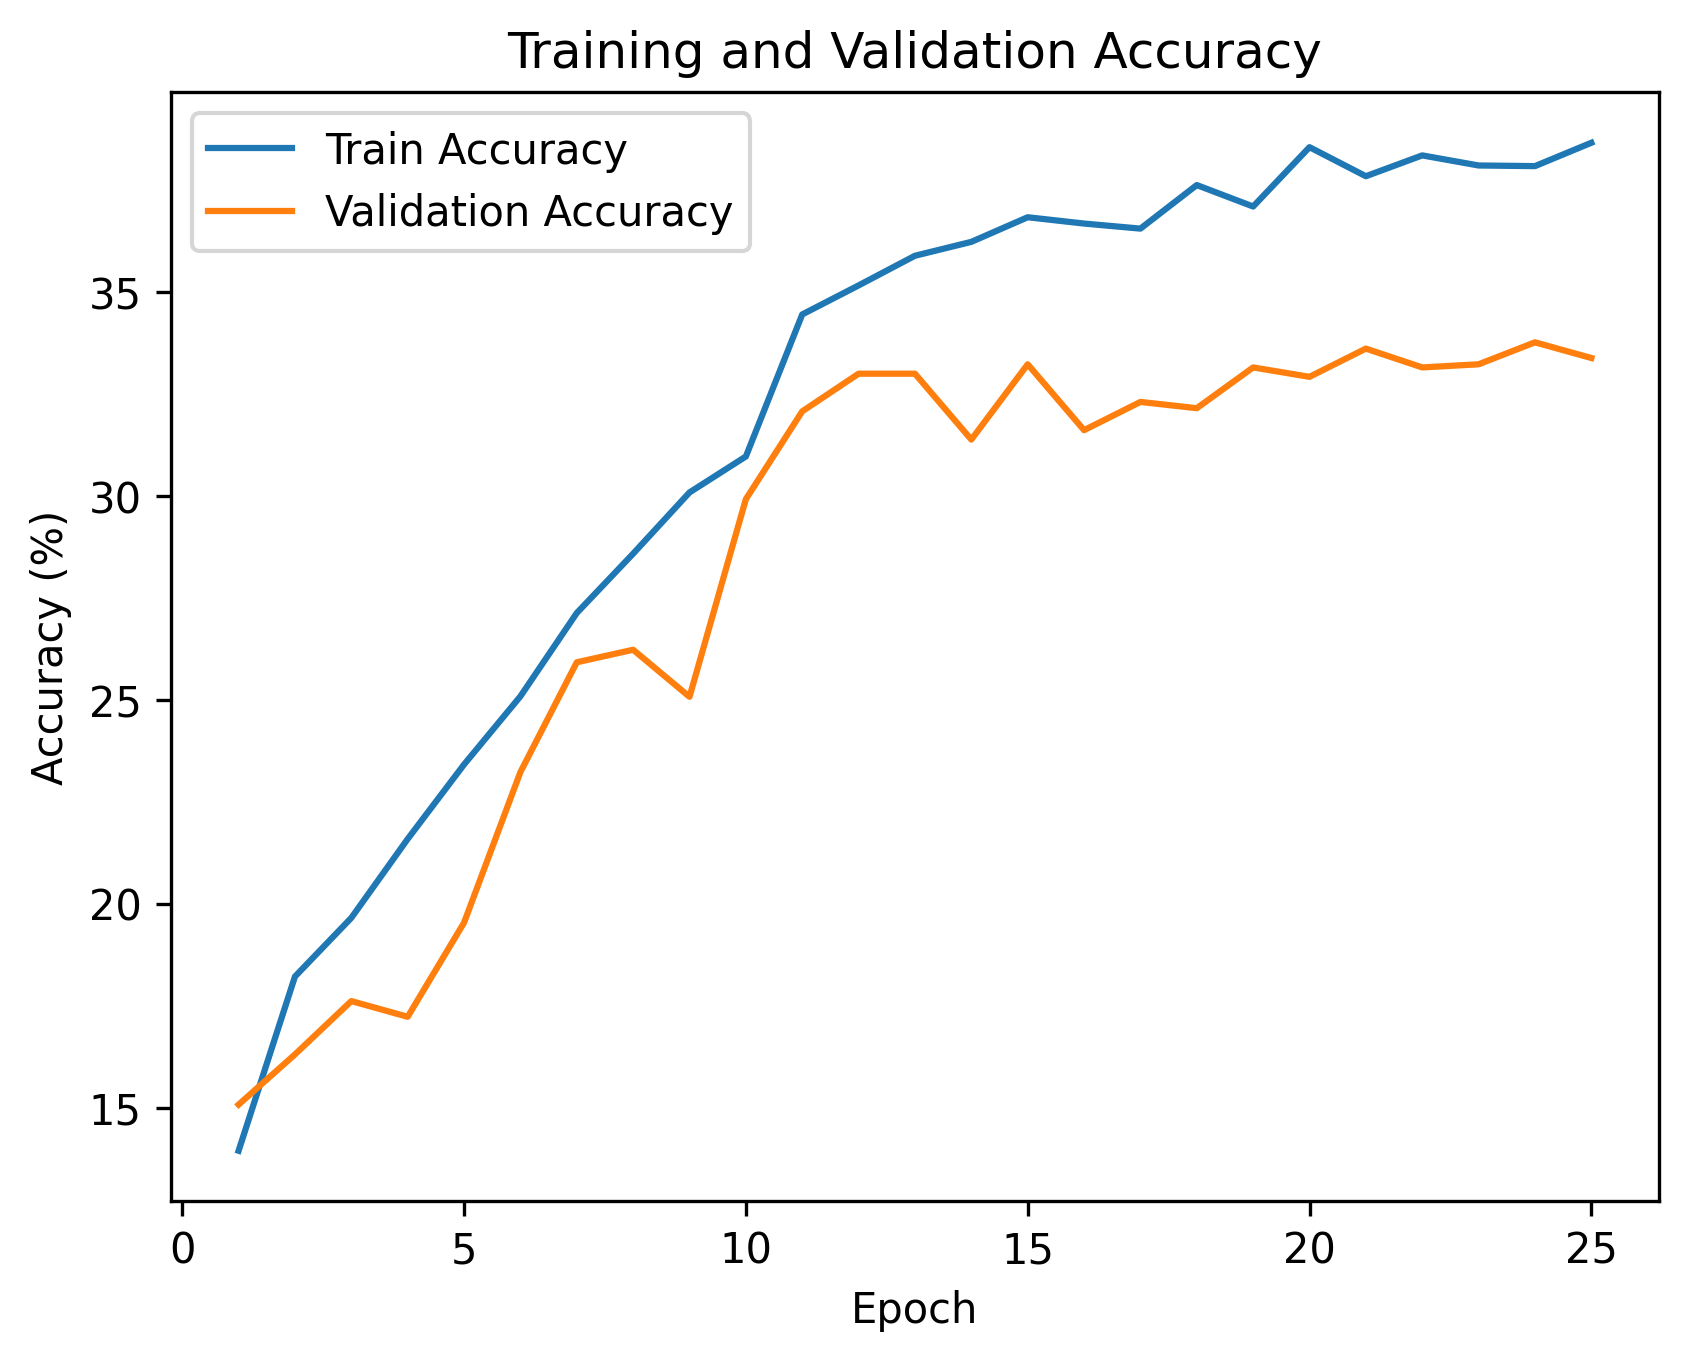 Training and Validation Accuracy
Train Accuracy
Validation Accuracy
35
30
25
20
15
Accuracy (%)
0 5 10 15 20 25
Epoch